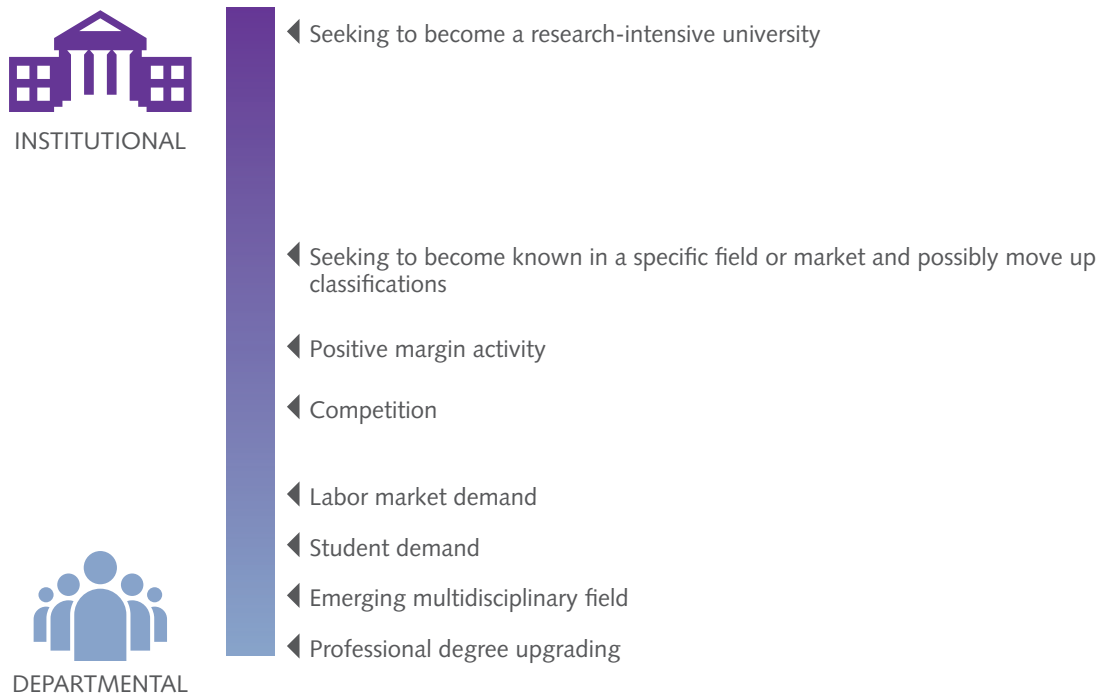 Seeking to become a research-intensive university
INSTITUTIONAL
Seeking to become known in a specific field or market and possibly move up
classifications
Positive margin activity
Competition
Labor market demand
Student demand
Emerging multidisciplinary field
Professional degree upgrading
DEPARTMENTAL